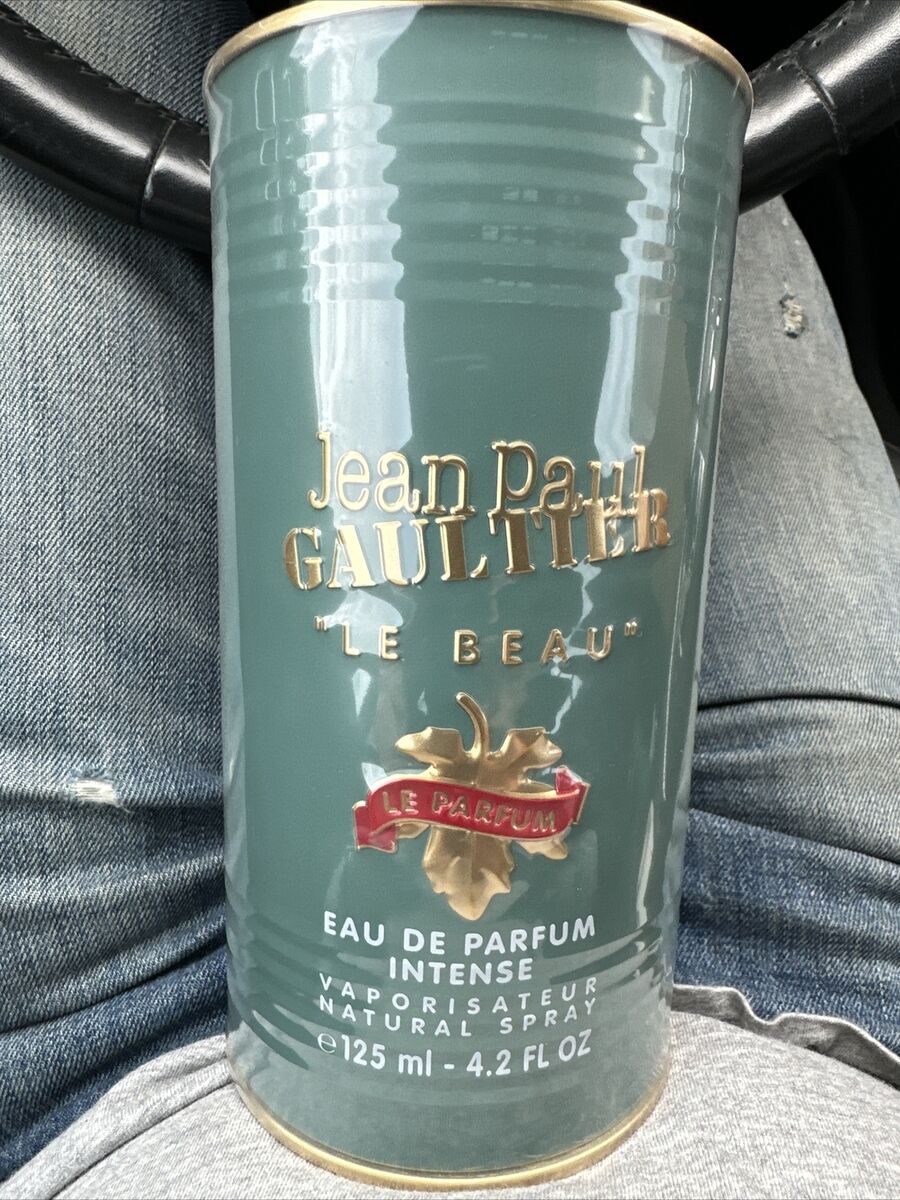 Jean Paul
GAULTIER
"LE BEAU"
LE PARFUM
EAU DE PARFUM
INTENSE
VAPORISATEUR
NATURAL SPRAY
℮125 ml - 4.2 FL OZ